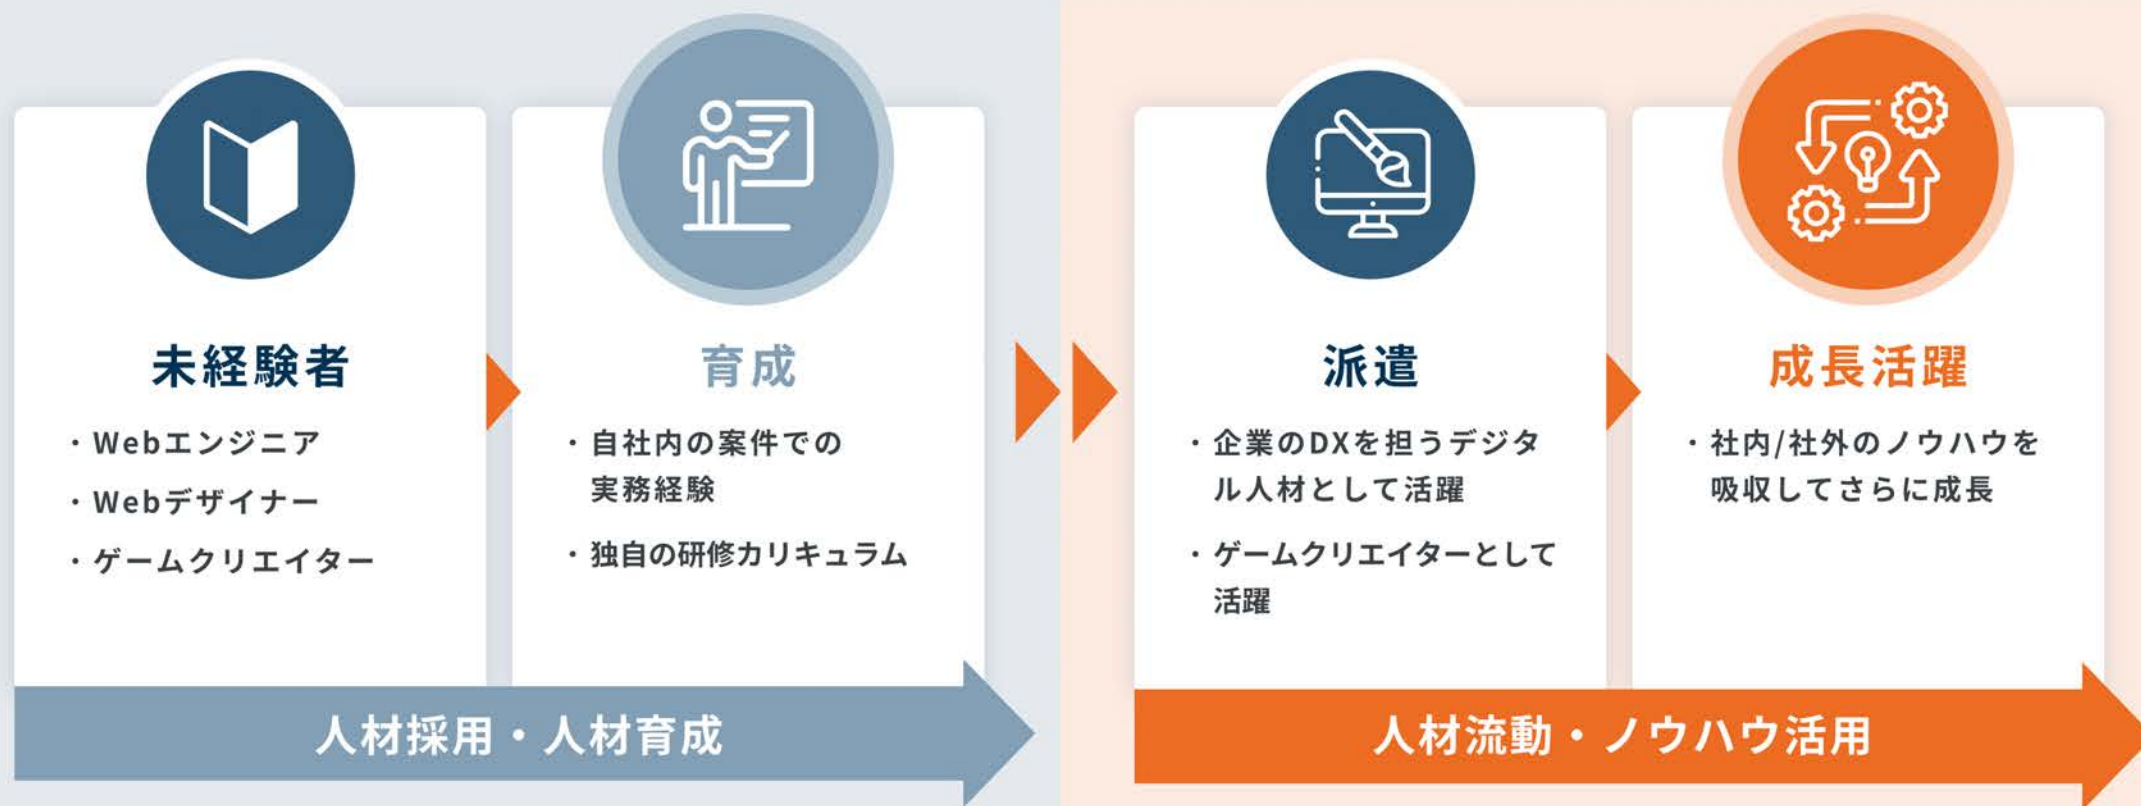 未経験者
・Webエンジニア
・Webデザイナー
・ゲームクリエイター
育成
・自社内の案件での
実務経験
・独自の研修カリキュラム
人材採用・人材育成
派遣
・企業のDXを担うデジタ
ル人材として活躍
・ゲームクリエイターとして
活躍
成長活躍
・社内/社外のノウハウを
吸収してさらに成長
人材流動・ノウハウ活用